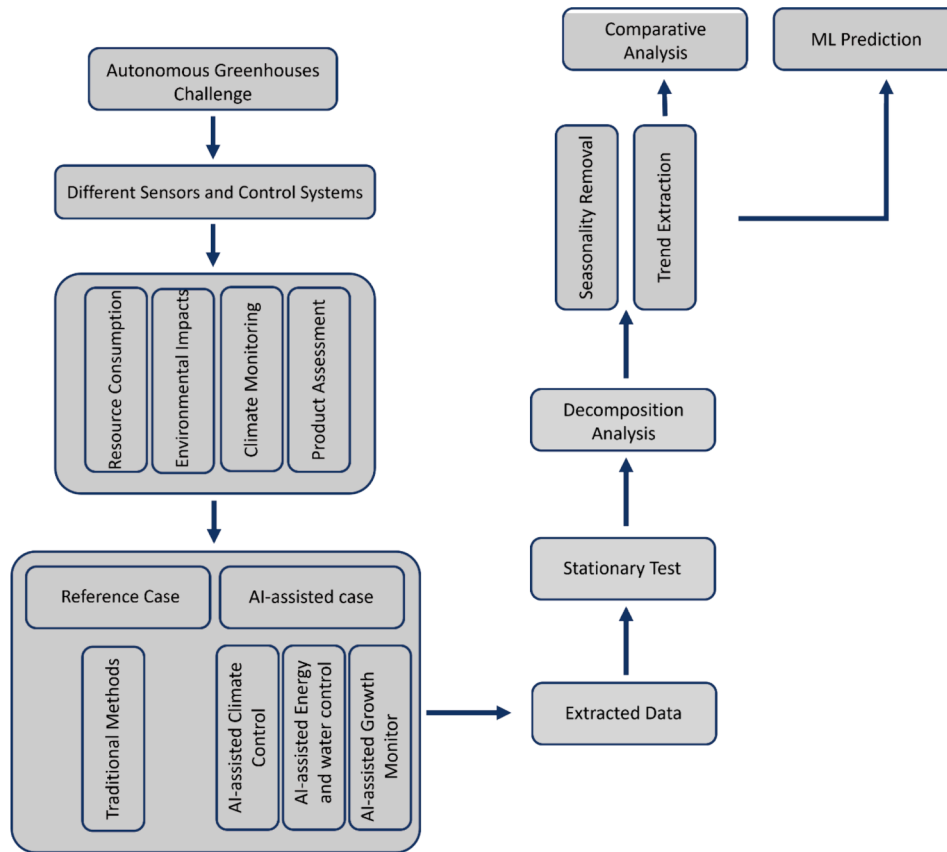 Autonomous Greenhouses
Challenge
Different Sensors and Control Systems
Resource Consumption
Environmental Impacts
Climate Monitoring
Product Assessment
Reference Case
AI-assisted case
Traditional Methods
AI-assisted Climate
Control
AI-assisted Energy
and water control
AI-assisted Growth
Monitor
Extracted Data
Stationary Test
Decomposition
Analysis
Seasonality Removal
Trend Extraction
Comparative
Analysis
ML Prediction